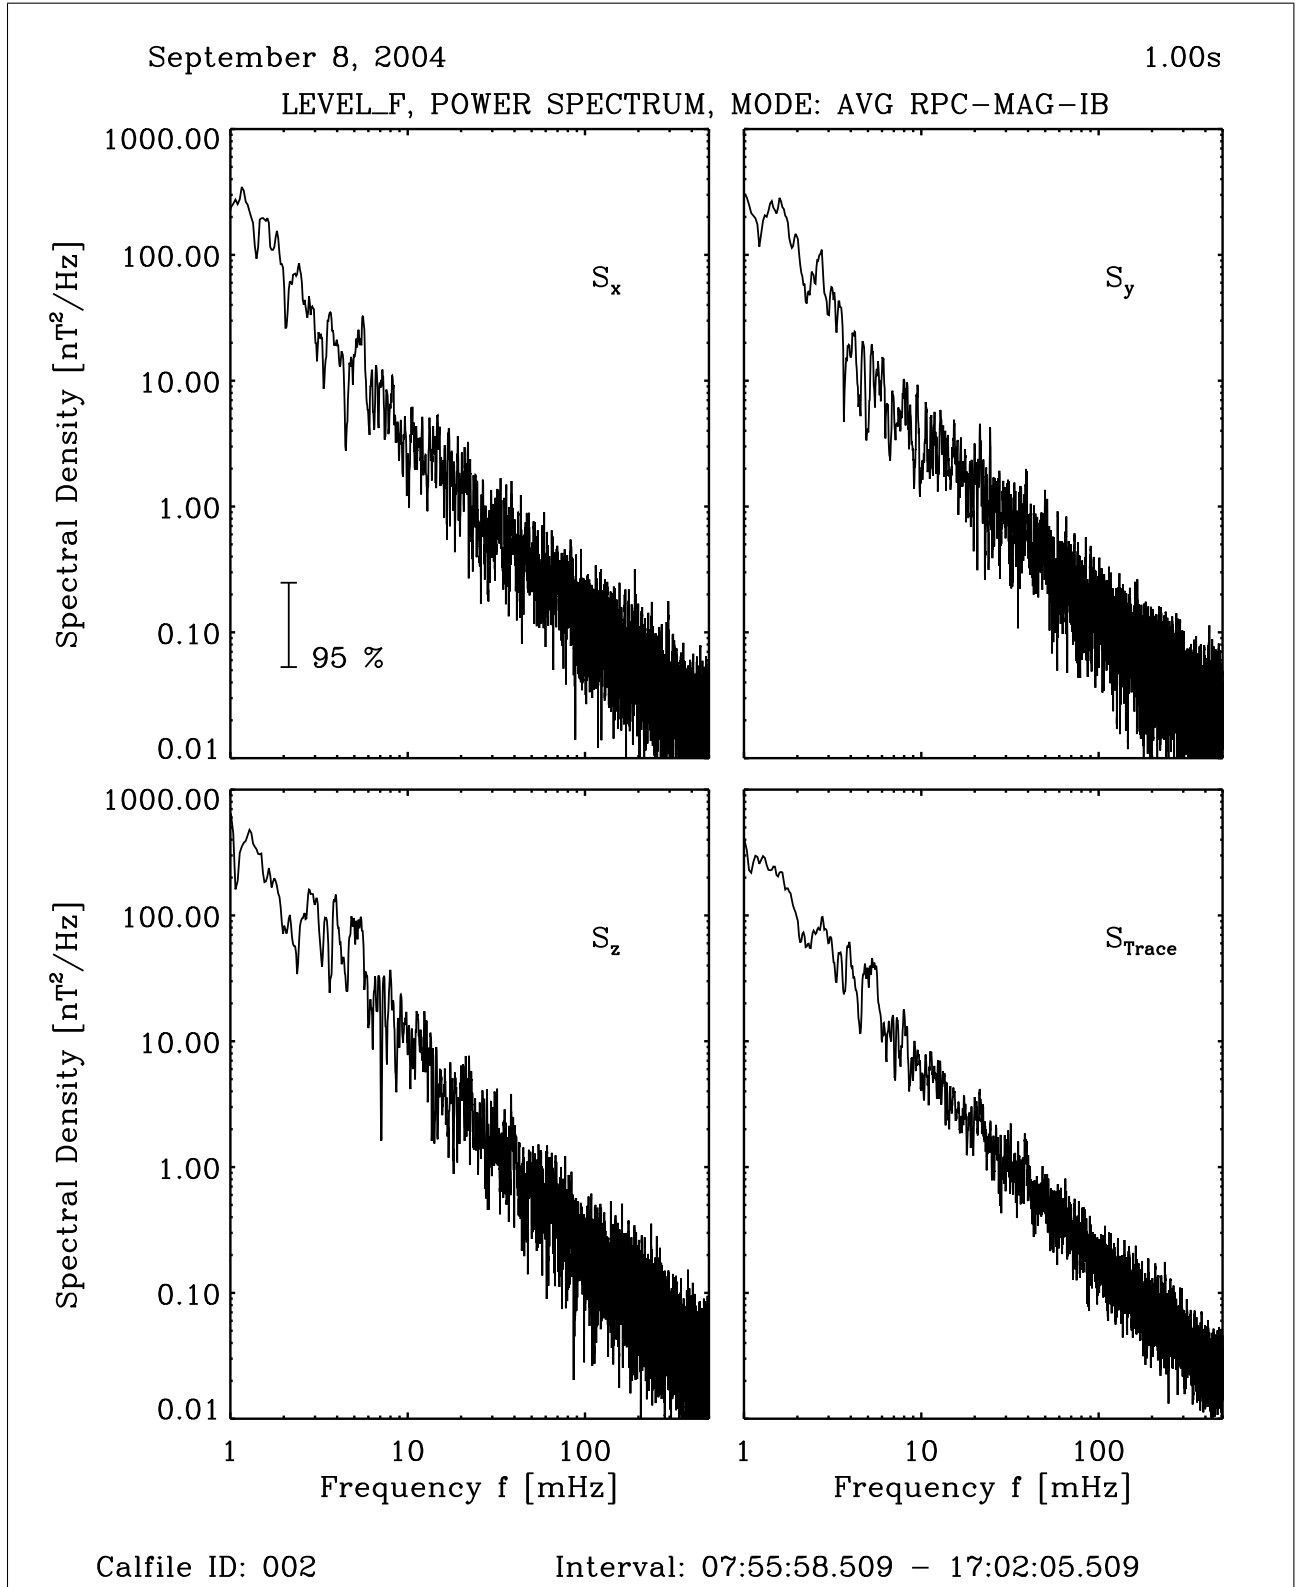 September 8, 2004 1.00s
LEVEL_F, POWER SPECTRUM, MODE: AVG RPC-MAG-IB
1000.00
100.00
10.00
1.00
0.10
0.01
Spectral Density [nT²/Hz]
Sx
95 %
Sy
1000.00
100.00
10.00
1.00
0.10
0.01
Spectral Density [nT²/Hz]
Sz
STrace
1 10 100
1 10 100
Frequency f [mHz]
Frequency f [mHz]
Calfile ID: 002 Interval: 07:55:58.509 – 17:02:05.509